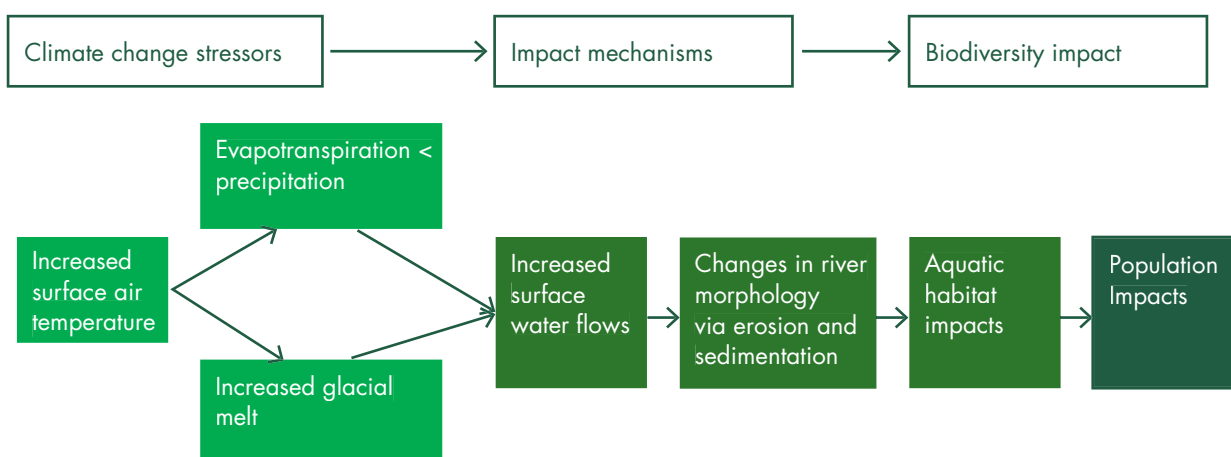 Climate change stressors
Impact mechanisms
Biodiversity impact
Evapotranspiration <
precipitation
Increased
surface air
temperature
Increased glacial
melt
Increased
surface
water flows
Changes in river
morphology
via erosion and
sedimentation
Aquatic
habitat
impacts
Population
Impacts